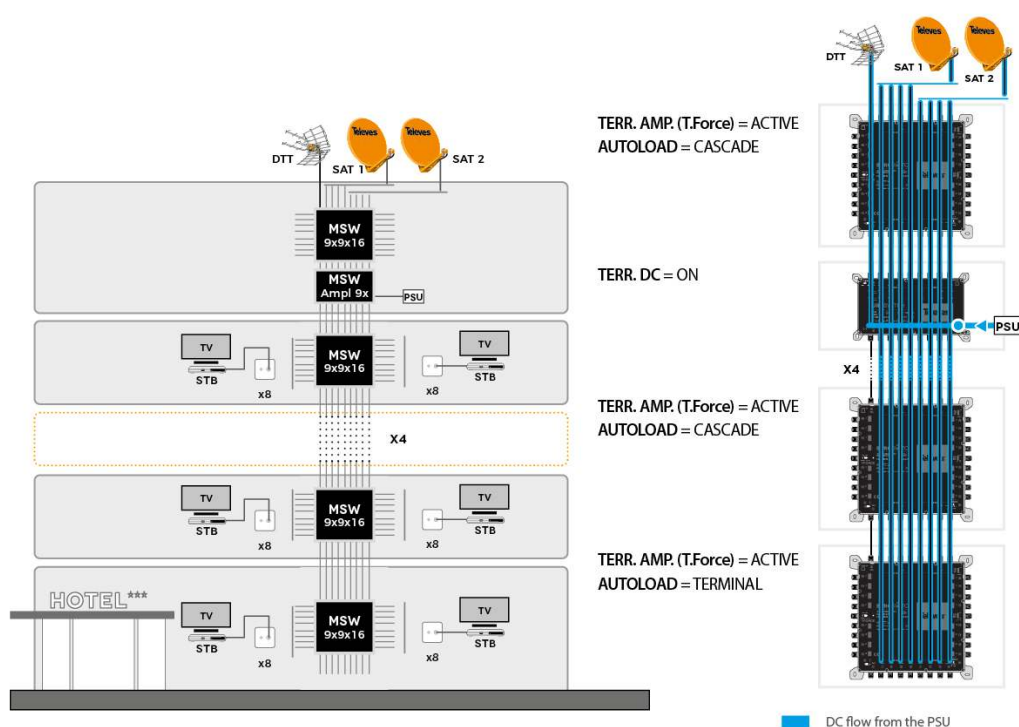 Televes
Televes
DTT
SAT 1
SAT 2
MSW
9x9x16
MSW
Ampl 9x
PSU
TV
STB
x8
MSW
9x9x16
x8
TV
STB
X4
TV
STB
x8
MSW
9x9x16
x8
TV
STB
HOTEL***
TV
STB
x8
MSW
9x9x16
x8
TV
STB
Televes
Televes
DTT
SAT 1
SAT 2
TERR. AMP. (T.Force) = ACTIVE
AUTOLOAD = CASCADE
TERR. DC = ON
PSU
X4
TERR. AMP. (T.Force) = ACTIVE
AUTOLOAD = CASCADE
TERR. AMP. (T.Force) = ACTIVE
AUTOLOAD = TERMINAL
DC flow from the PSU